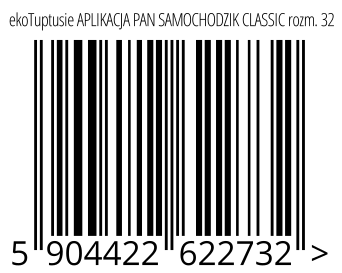 ekoTuptusie APLIKACJA PAN SAMOCHODZIK CLASSIC rozm. 32
5 904422 622732 >